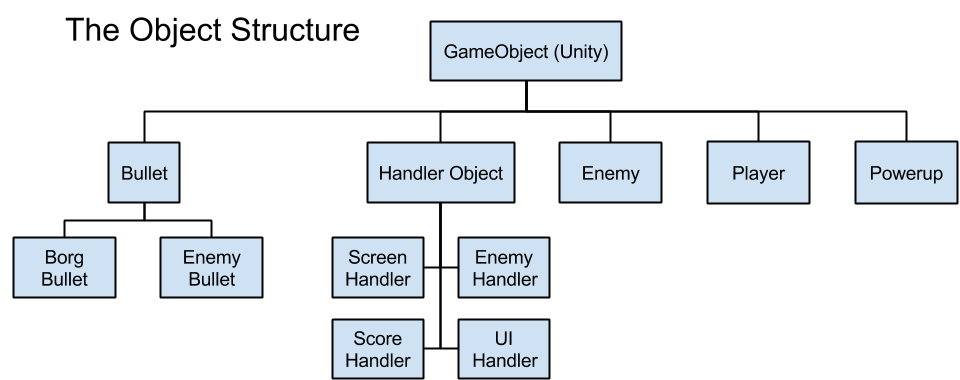 The Object Structure
GameObject (Unity)
Bullet
Handler Object
Enemy
Player
Powerup
Borg
Bullet
Enemy
Bullet
Screen
Handler
Enemy
Handler
Score
Handler
UI
Handler